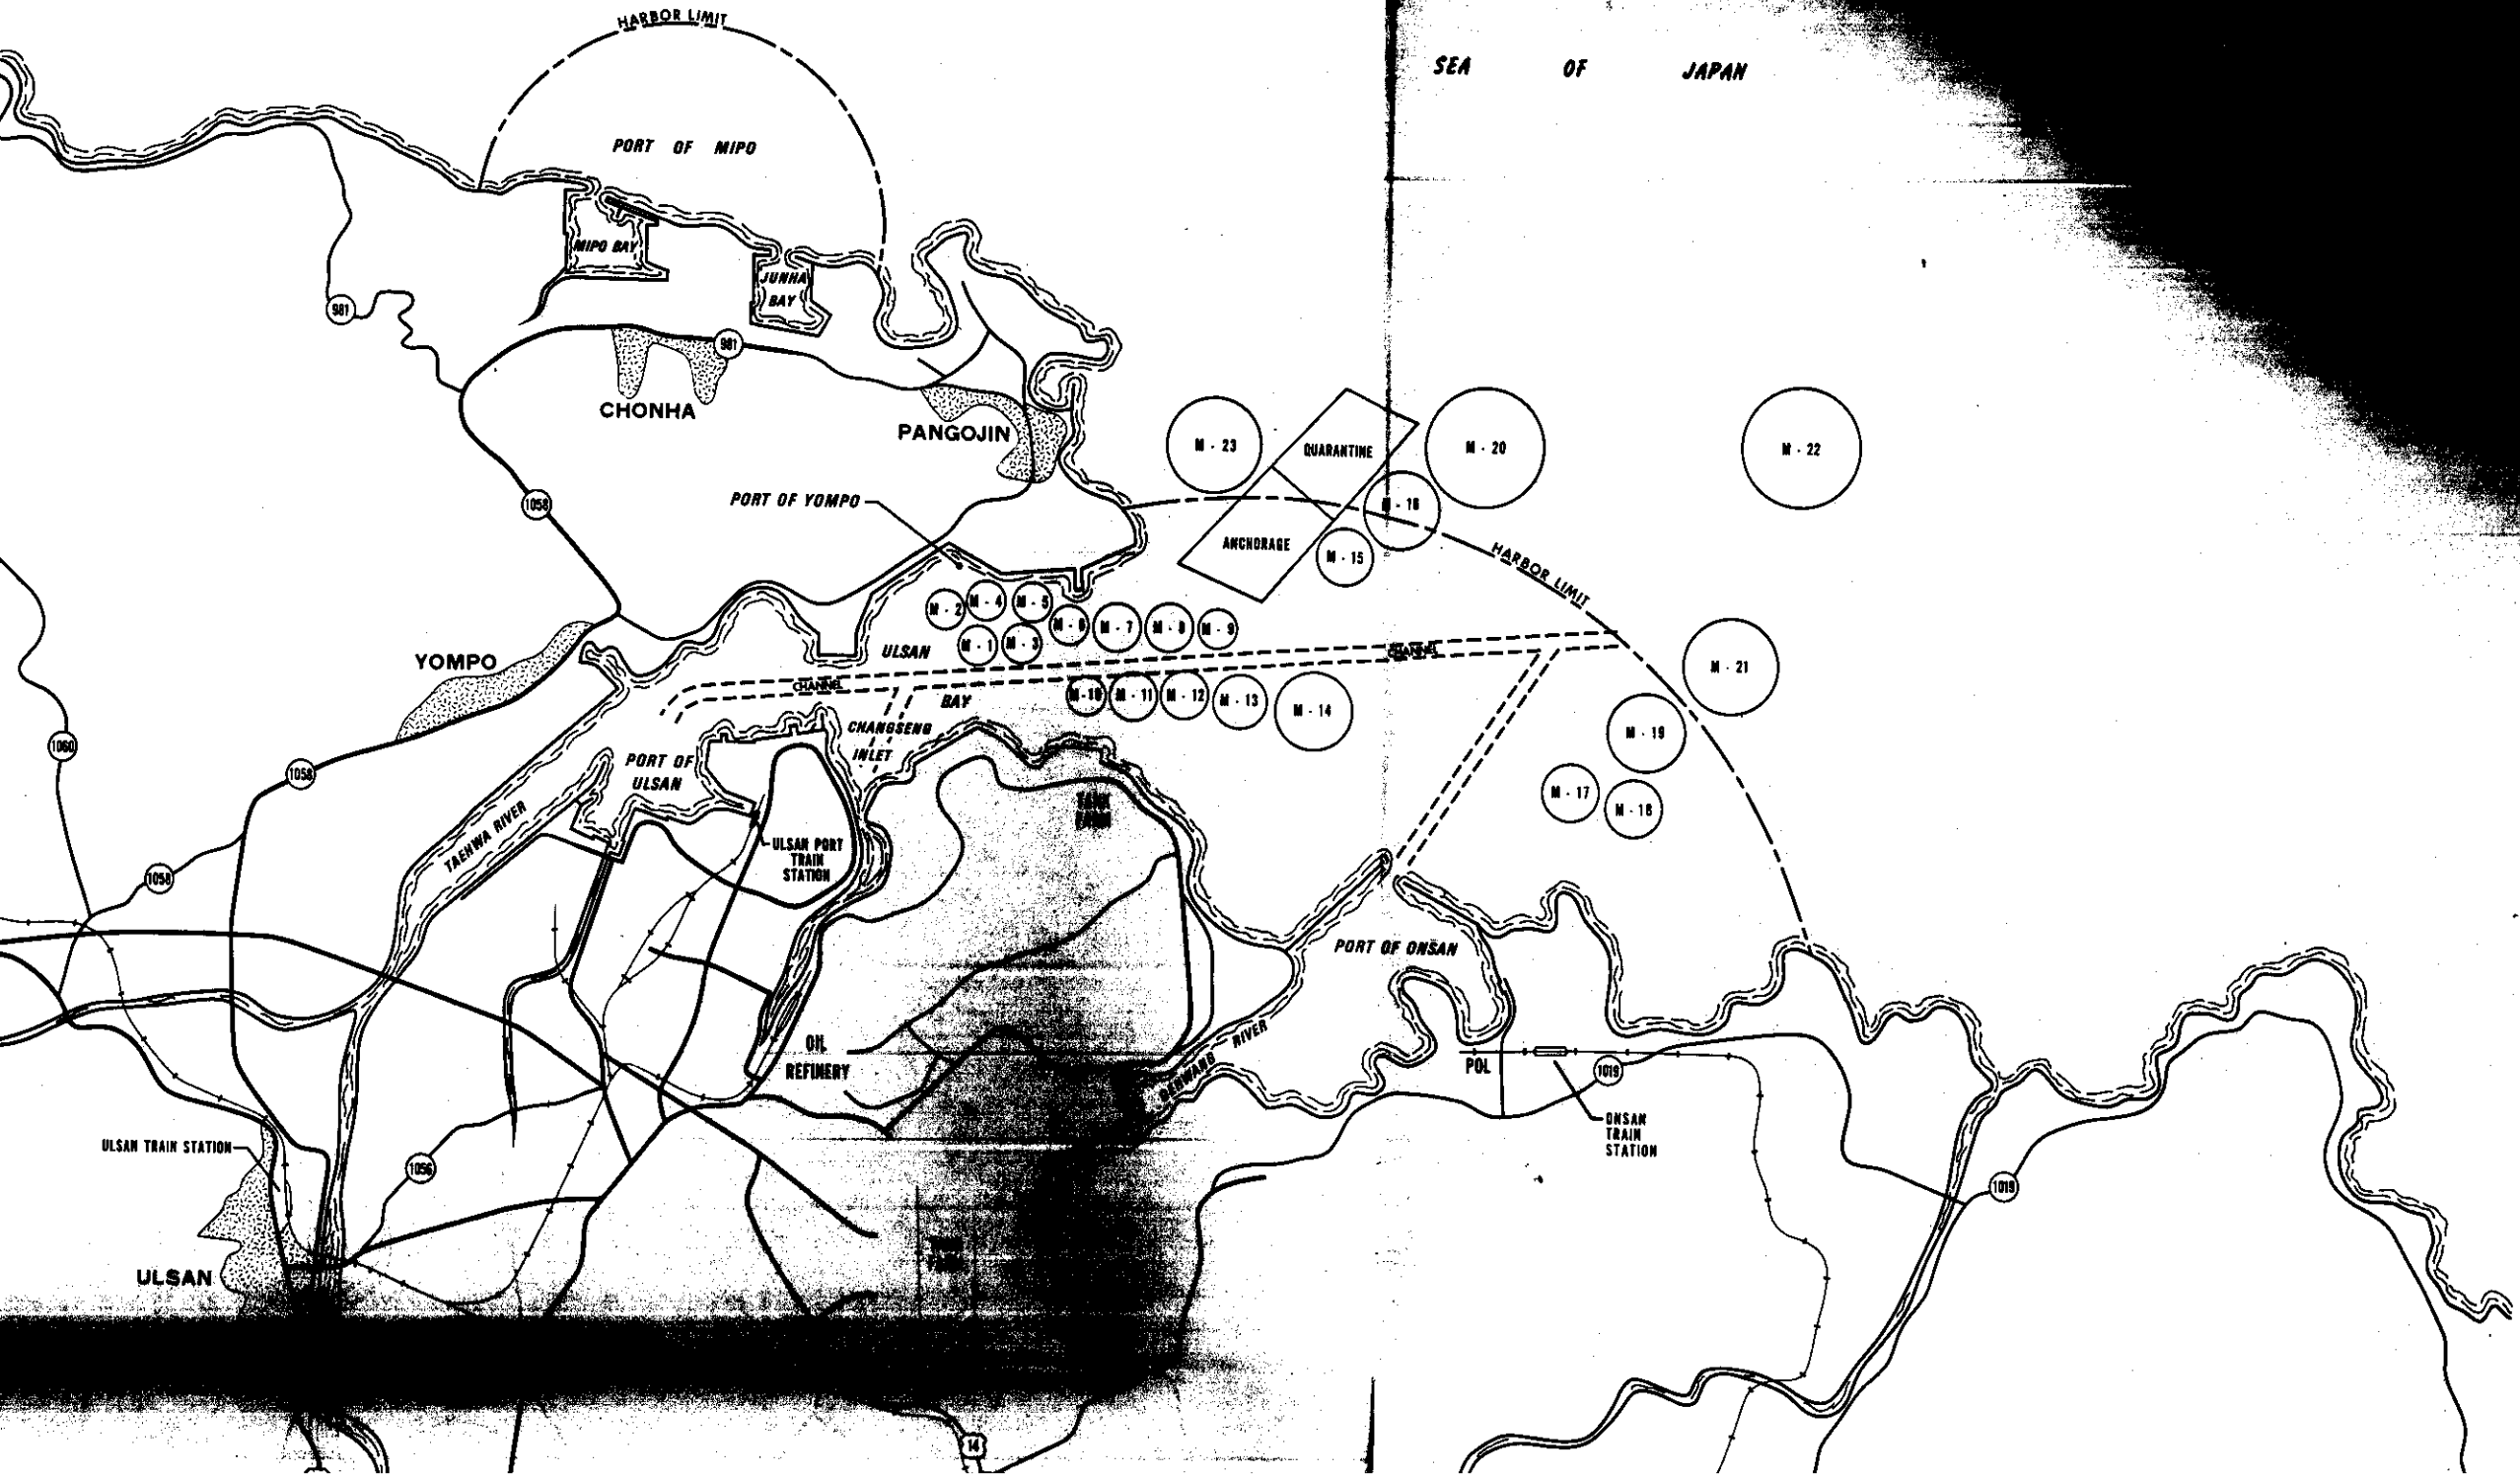 HARBOR LIMIT
SEA OF JAPAN
PORT OF MIPO
MIPO BAY
JUNHA
BAY
981
981
CHONHA
PANGOJIN
M - 23
QUARANTINE
M - 20
M - 22
1058
PORT OF YOMPO
M - 16
ANCHORAGE
M - 15
HARBOR LIMIT
M - 2
M - 4
M - 5
M - 6
M - 7
M - 8
M - 9
M - 1
M - 3
ULSAN
YOMPO
CHANNEL
CHANNEL
M - 21
BAY
M-10
M - 11
M - 12
M - 13
M - 14
CHANGSENG
INLET
M - 19
1060
1058
PORT OF
ULSAN
M - 17
M - 18
TANK
FARM
TAEHWA RIVER
ULSAN PORT
TRAIN
STATION
1058
PORT OF ONSAN
OIL
REFINERY
RIVER
POL
1019
ONSAN
TRAIN
STATION
ULSAN TRAIN STATION
1056
1019
ULSAN
14